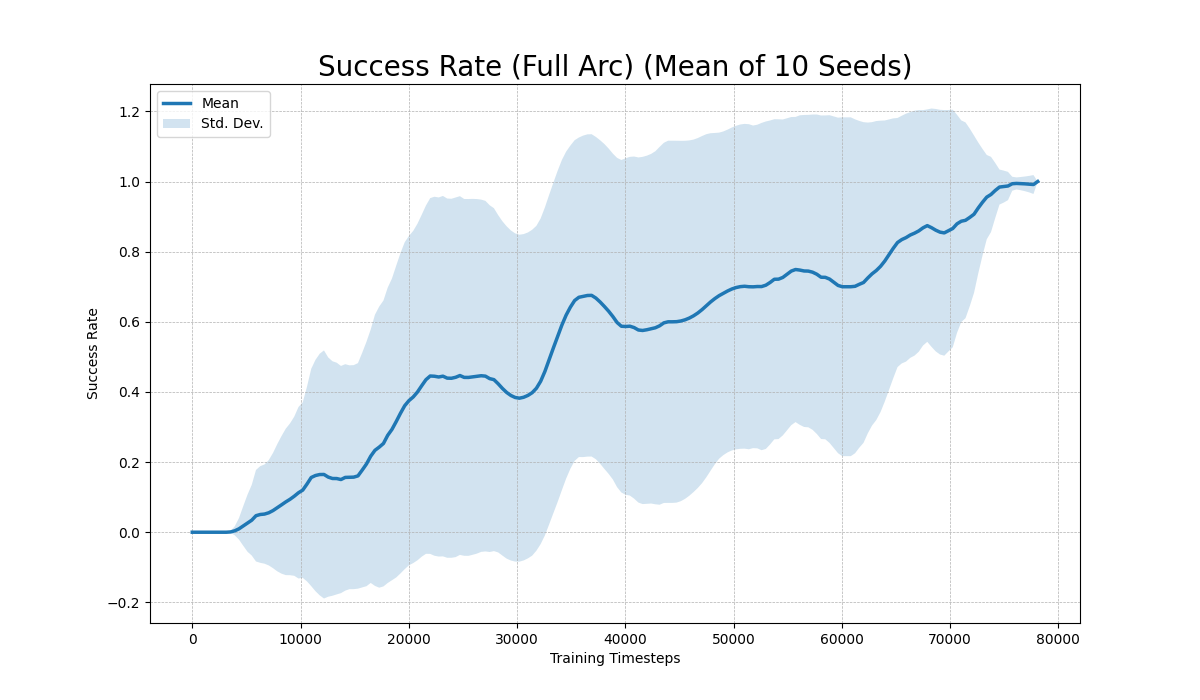 Success Rate (Full Arc) (Mean of 10 Seeds)
Mean
Std. Dev.
1.2
1.0
0.8
0.6
0.4
0.2
0.0
−0.2
Success Rate
0 10000 20000 30000 40000 50000 60000 70000 80000
Training Timesteps